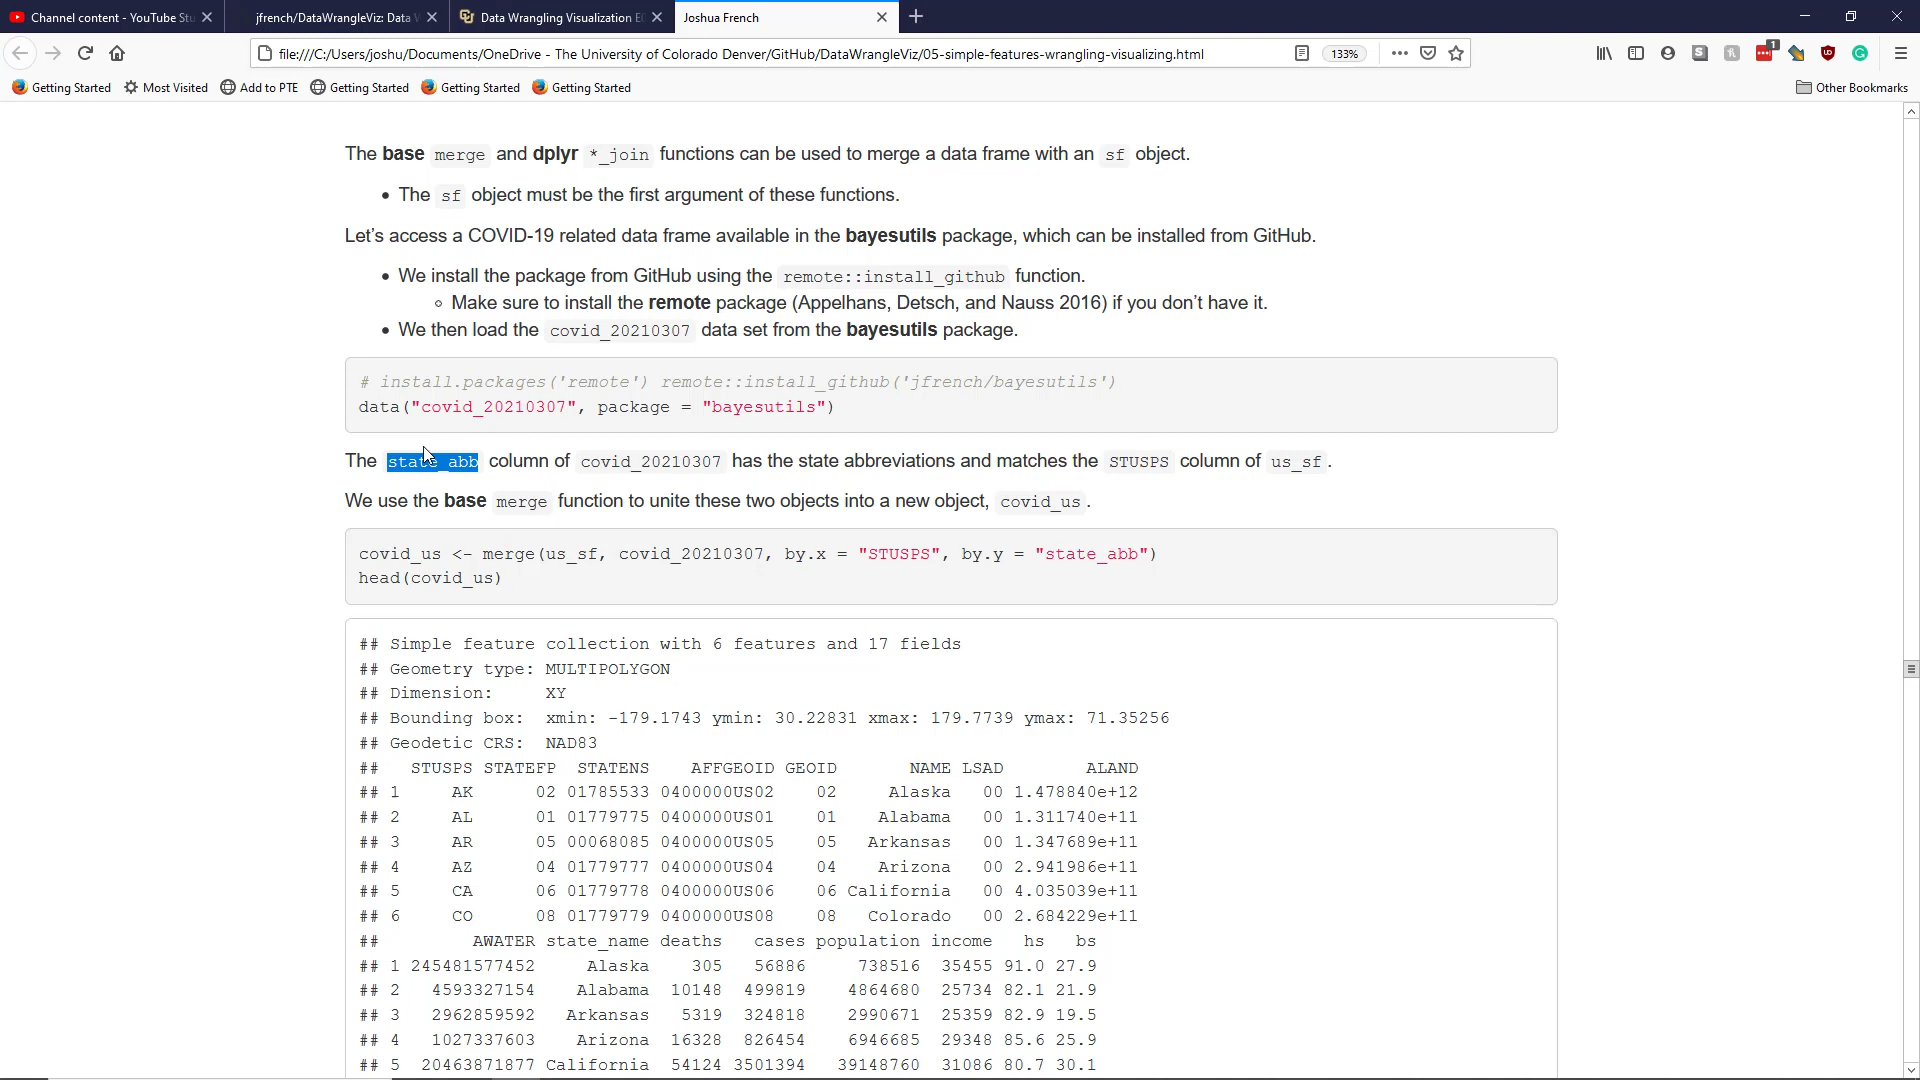 Channel content - YouTube Stu
jfrench/DataWrangleViz: Data W
Data Wrangling Visualization EC
Joshua French
file:///C:/Users/joshu/Documents/OneDrive - The University of Colorado Denver/GitHub/DataWrangleViz/05-simple-features-wrangling-visualizing.html
133%
1
Getting Started
Most Visited
Add to PTE
Getting Started
Getting Started
Getting Started
Other Bookmarks
The base merge and dplyr *_join functions can be used to merge a data frame with an sf object.
• The sf object must be the first argument of these functions.
Let's access a COVID-19 related data frame available in the bayesutils package, which can be installed from GitHub.
• We install the package from GitHub using the remote::install_github function.
◦ Make sure to install the remote package (Appelhans, Detsch, and Nauss 2016) if you don't have it.
• We then load the covid_20210307 data set from the bayesutils package.
# install.packages('remote') remote::install_github('jfrench/bayesutils')
data("covid_20210307", package = "bayesutils")
The state_abb column of covid_20210307 has the state abbreviations and matches the STUSPS column of us_sf.
We use the base merge function to unite these two objects into a new object, covid_us.
covid_us <- merge(us_sf, covid_20210307, by.x = "STUSPS", by.y = "state_abb")
head(covid_us)
## Simple feature collection with 6 features and 17 fields
## Geometry type: MULTIPOLYGON
## Dimension:     XY
## Bounding box:  xmin: -179.1743 ymin: 30.22831 xmax: 179.7739 ymax: 71.35256
## Geodetic CRS:  NAD83
##   STUSPS STATEFP  STATENS    AFFGEOID GEOID       NAME LSAD        ALAND
## 1     AK      02 01785533 0400000US02    02     Alaska   00 1.478840e+12
## 2     AL      01 01779775 0400000US01    01    Alabama   00 1.311740e+11
## 3     AR      05 00068085 0400000US05    05   Arkansas   00 1.347689e+11
## 4     AZ      04 01779777 0400000US04    04    Arizona   00 2.941986e+11
## 5     CA      06 01779778 0400000US06    06 California   00 4.035039e+11
## 6     CO      08 01779779 0400000US08    08   Colorado   00 2.684229e+11
##         AWATER state_name deaths   cases population income   hs   bs
## 1 245481577452     Alaska    305   56886     738516  35455 91.0 27.9
## 2   4593327154    Alabama  10148  499819    4864680  25734 82.1 21.9
## 3   2962859592   Arkansas   5319  324818    2990671  25359 82.9 19.5
## 4   1027337603    Arizona  16328  826454    6946685  29348 85.6 25.9
## 5  20463871877 California  54124 3501394   39148760  31086 80.7 30.1